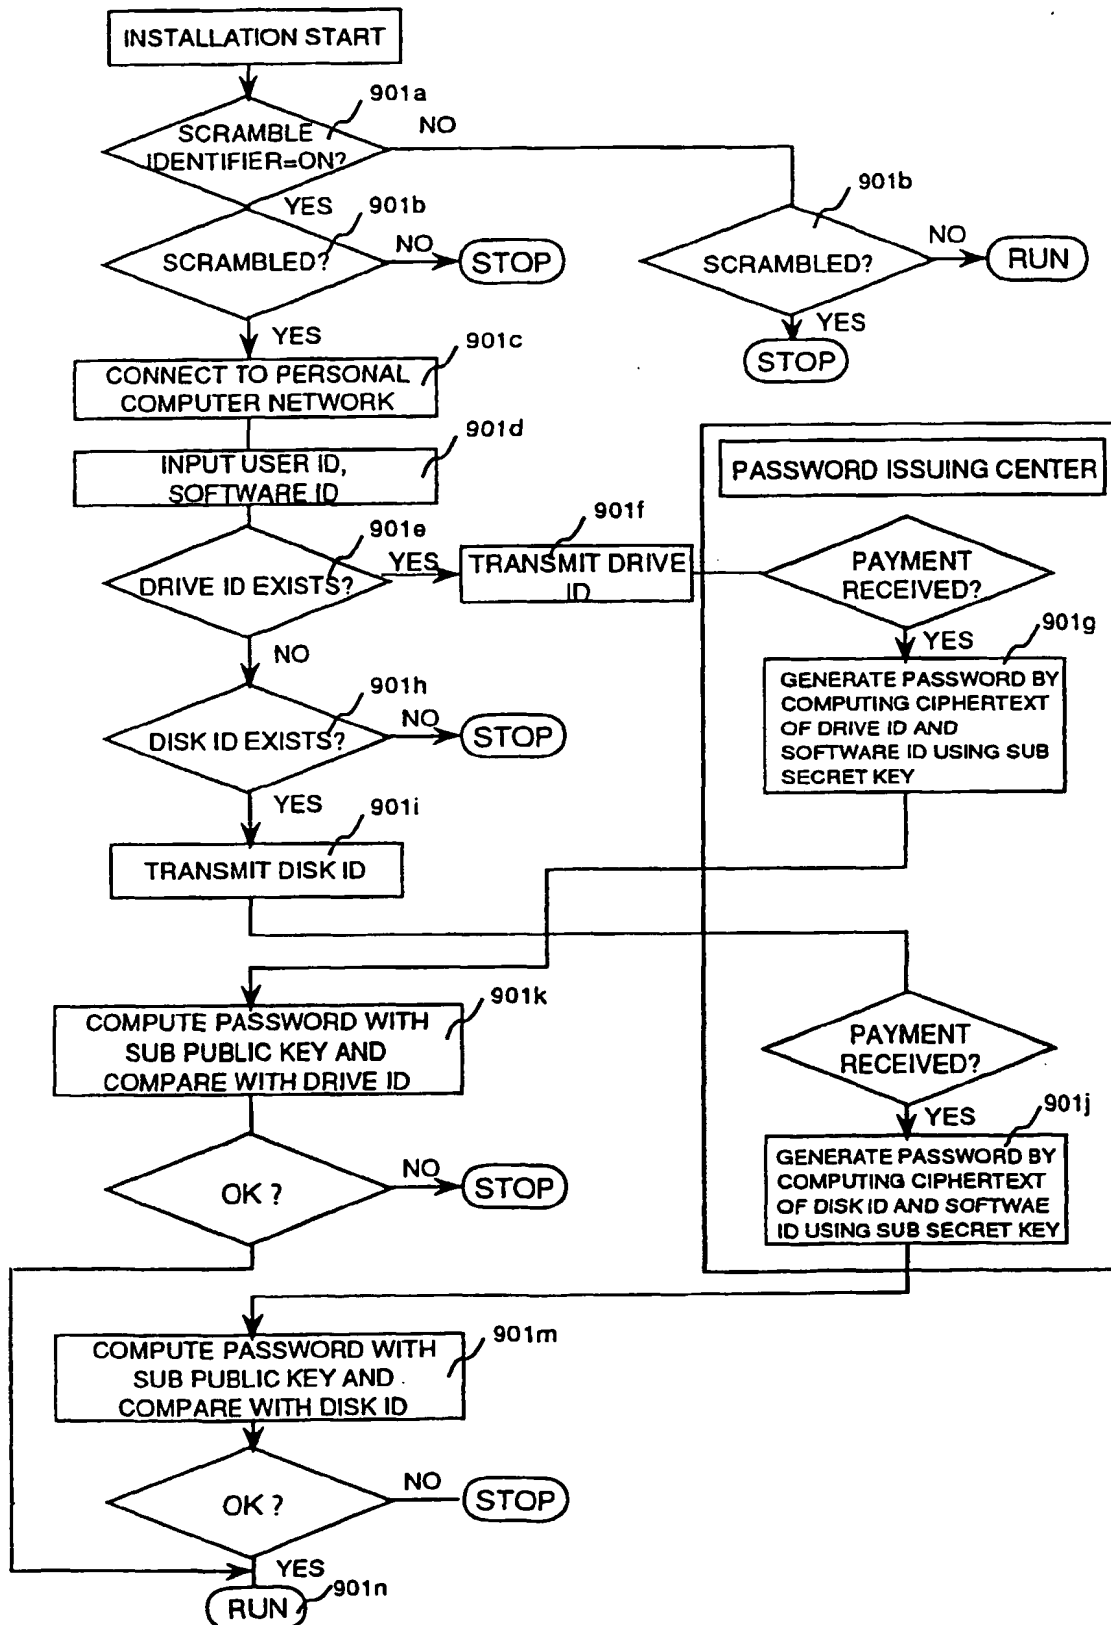 INSTALLATION START
901a
SCRAMBLE
IDENTIFIER=ON?
NO
YES
901b
SCRAMBLED?
NO
STOP
901b
SCRAMBLED?
NO
RUN
YES
STOP
YES
901c
CONNECT TO PERSONAL
COMPUTER NETWORK
901d
INPUT USER ID,
SOFTWARE ID
PASSWORD ISSUING CENTER
901e
DRIVE ID EXISTS?
YES
901f
TRANSMIT DRIVE
ID
PAYMENT
RECEIVED?
YES
901g
GENERATE PASSWORD BY
COMPUTING CIPHERTEXT
OF DRIVE ID AND
SOFTWARE ID USING SUB
SECRET KEY
NO
901h
DISK ID EXISTS?
NO
STOP
YES
901i
TRANSMIT DISK ID
901k
COMPUTE PASSWORD WITH
SUB PUBLIC KEY AND
COMPARE WITH DRIVE ID
PAYMENT
RECEIVED?
YES
901j
GENERATE PASSWORD BY
COMPUTING CIPHERTEXT
OF DISK ID AND SOFTWAE
ID USING SUB SECRET KEY
OK ?
NO
STOP
901m
COMPUTE PASSWORD WITH
SUB PUBLIC KEY AND
COMPARE WITH DISK ID
OK ?
NO
STOP
YES
901n
RUN